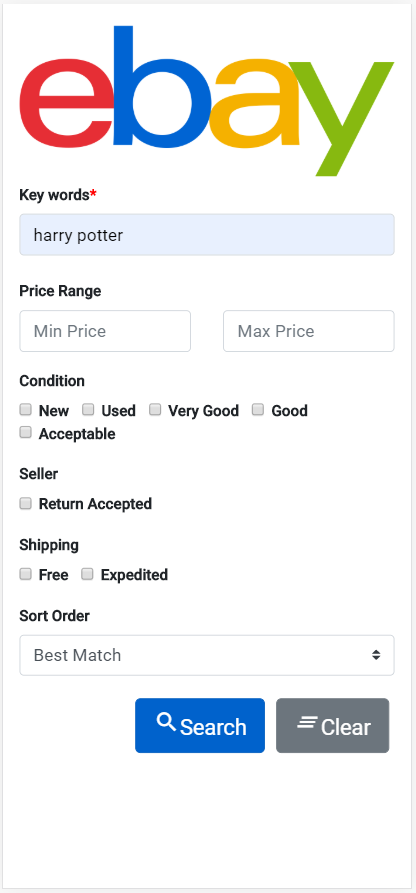 ebay
Key words*
harry potter
Price Range
Min Price Max Price
Condition
New Used Very Good Good
Acceptable
Seller
Return Accepted
Shipping
Free Expedited
Sort Order
Best Match
Search Clear